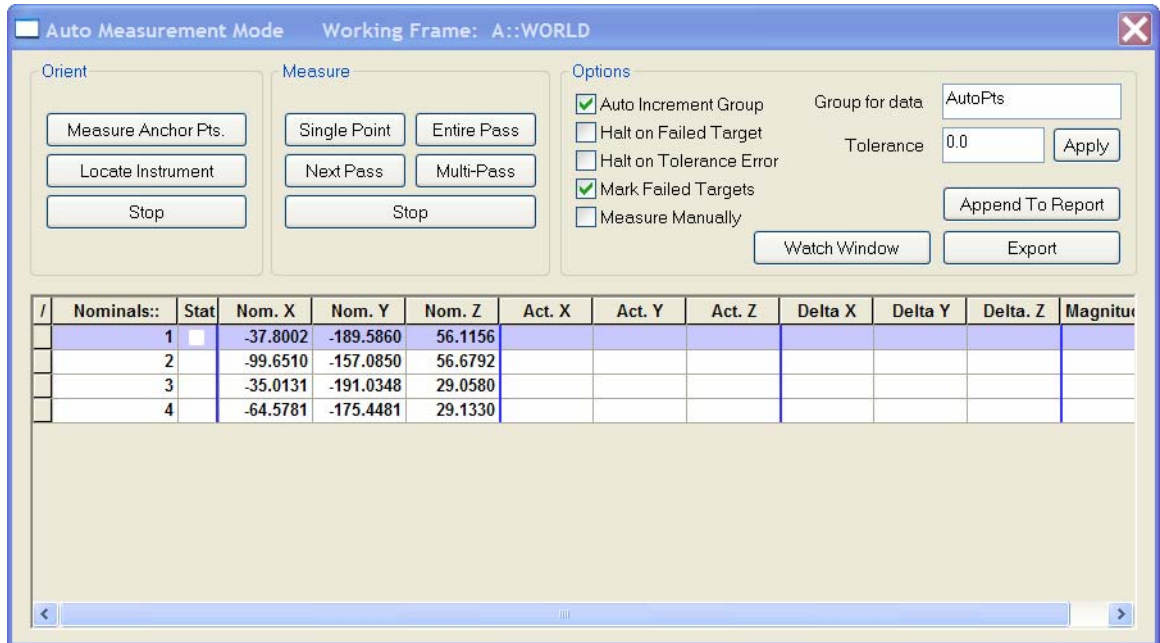 Auto Measurement Mode Working Frame: A::WORLD
Orient
Measure Anchor Pts.
Locate Instrument
Stop
Measure
Single Point Entire Pass
Next Pass Multi-Pass
Stop
Options
Auto Increment Group
Halt on Failed Target
Halt on Tolerance Error
Mark Failed Targets
Measure Manually
Group for data AutoPts
Tolerance 0.0 Apply
Append To Report
Watch Window Export
/ Nominals:: Stat Nom. X Nom. Y Nom. Z Act. X Act. Y Act. Z Delta X Delta Y Delta. Z Magnitu
1 -37.8002 -189.5860 56.1156
2 -99.6510 -157.0850 56.6792
3 -35.0131 -191.0348 29.0580
4 -64.5781 -175.4481 29.1330